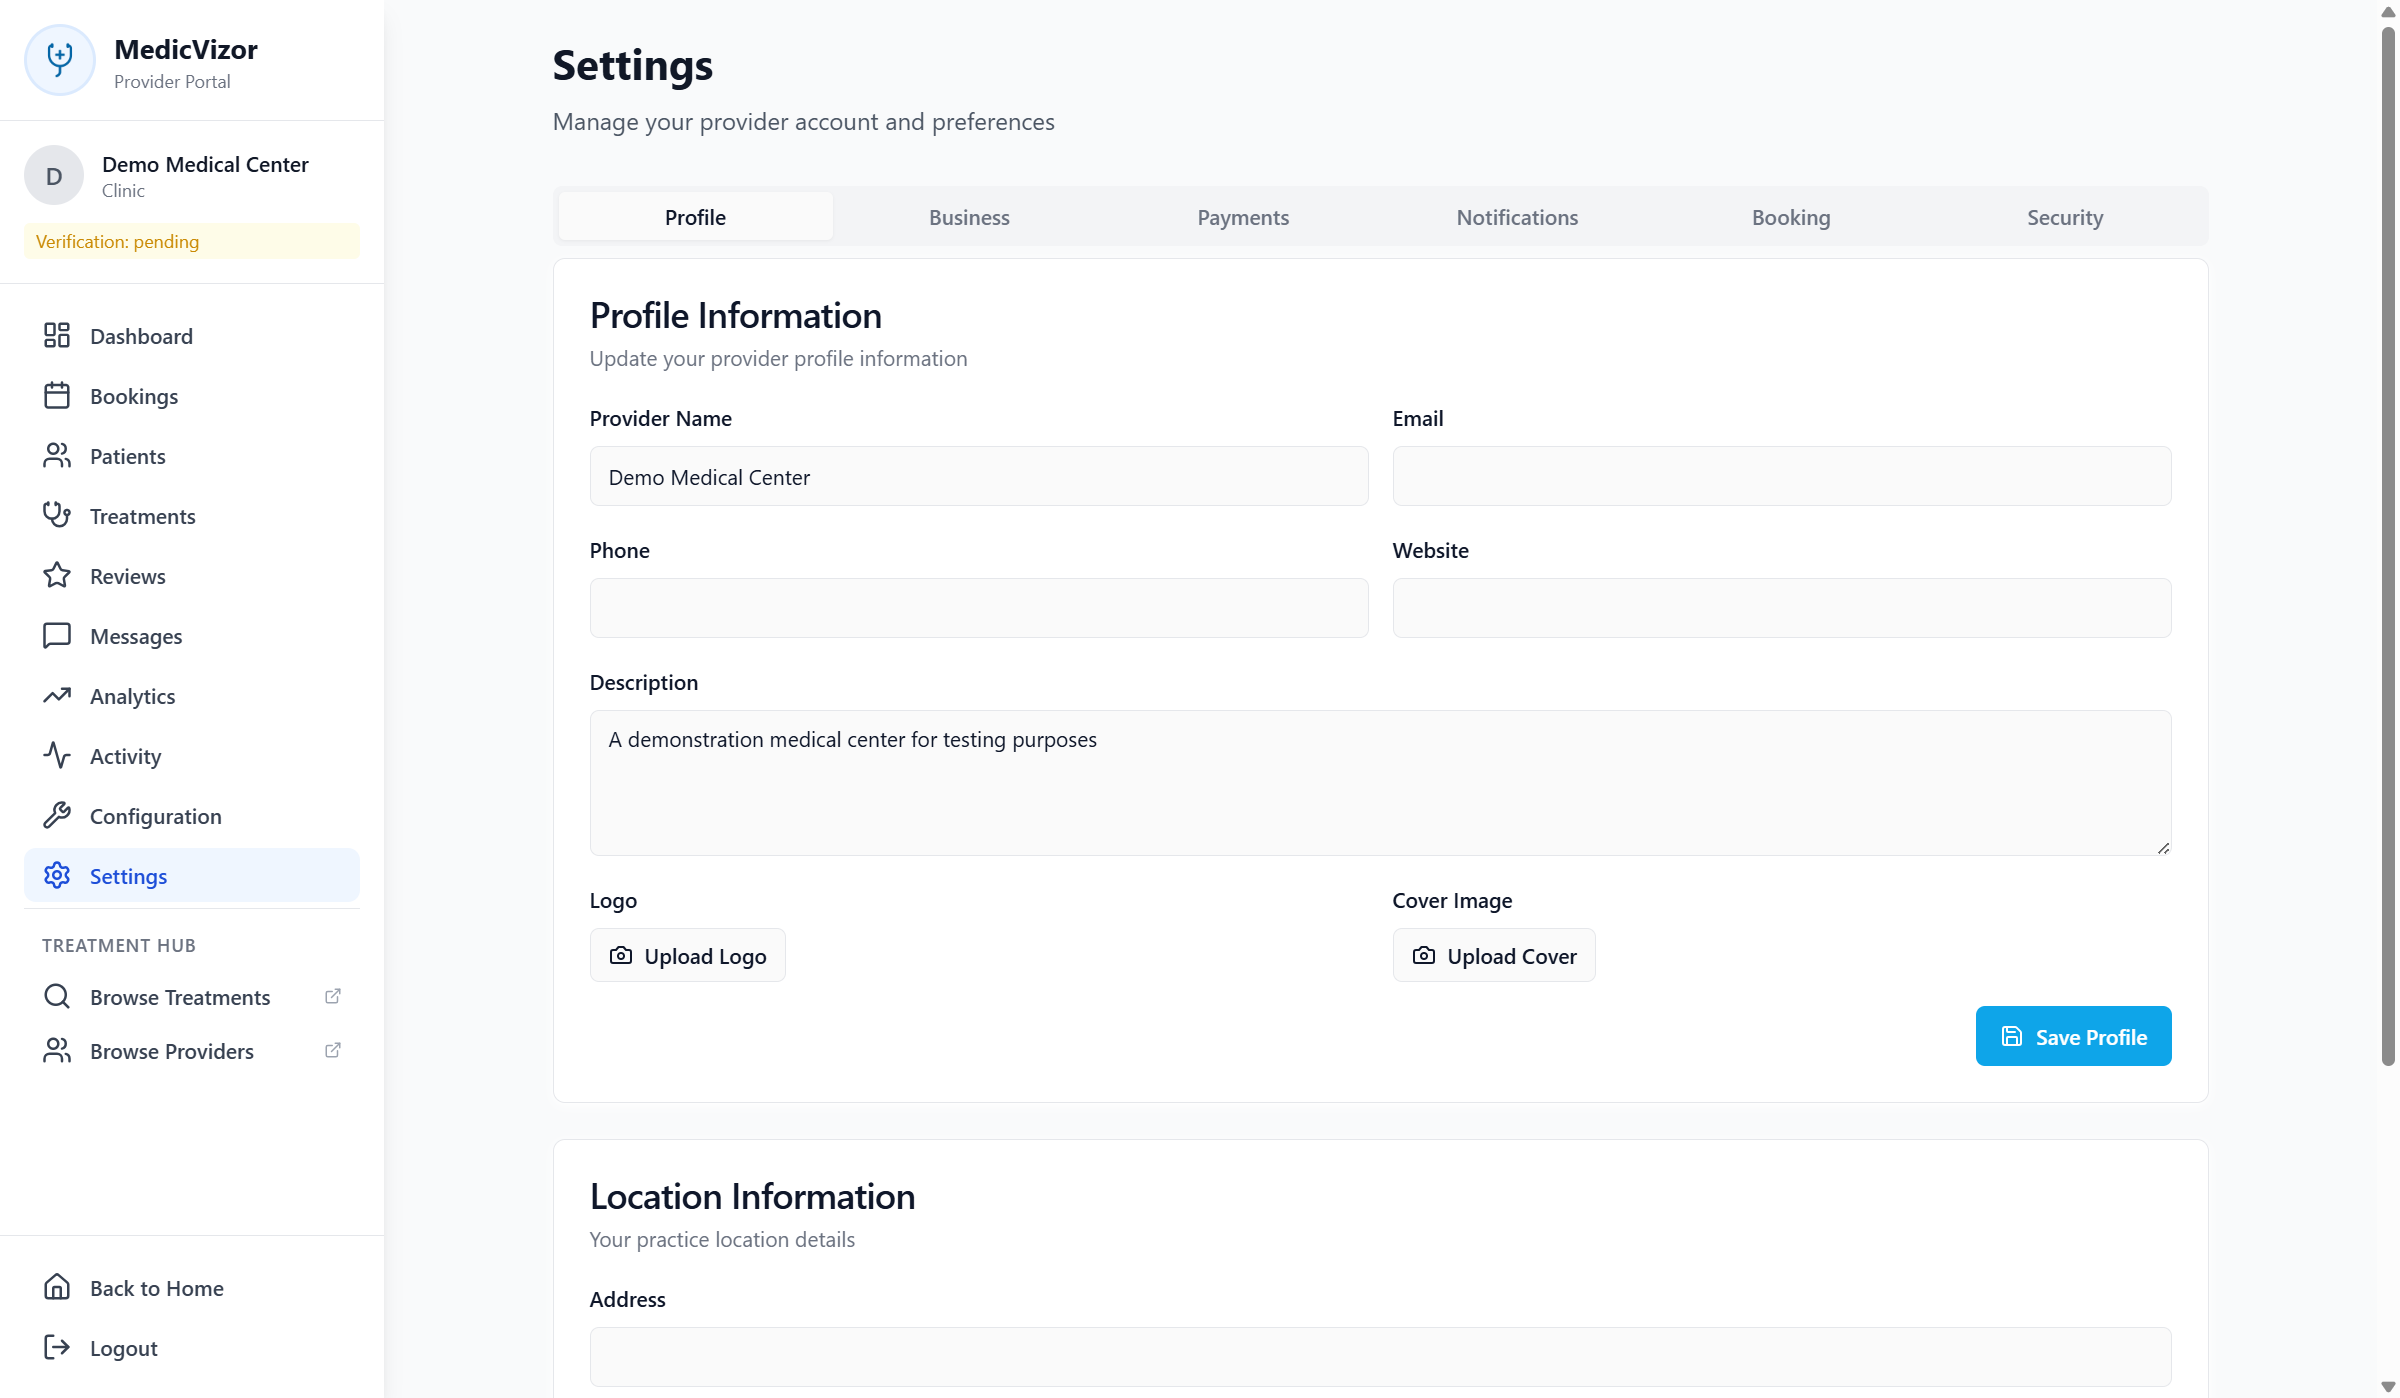 MedicVizor
Provider Portal
D
Demo Medical Center
Clinic
Verification: pending
Dashboard
Bookings
Patients
Treatments
Reviews
Messages
Analytics
Activity
Configuration
Settings
TREATMENT HUB
Browse Treatments
Browse Providers
Back to Home
Logout
Settings
Manage your provider account and preferences
Profile Business Payments Notifications Booking Security
Profile Information
Update your provider profile information
Provider Name Email
Demo Medical Center
Phone Website
Description
A demonstration medical center for testing purposes
Logo Cover Image
Upload Logo Upload Cover
Save Profile
Location Information
Your practice location details
Address